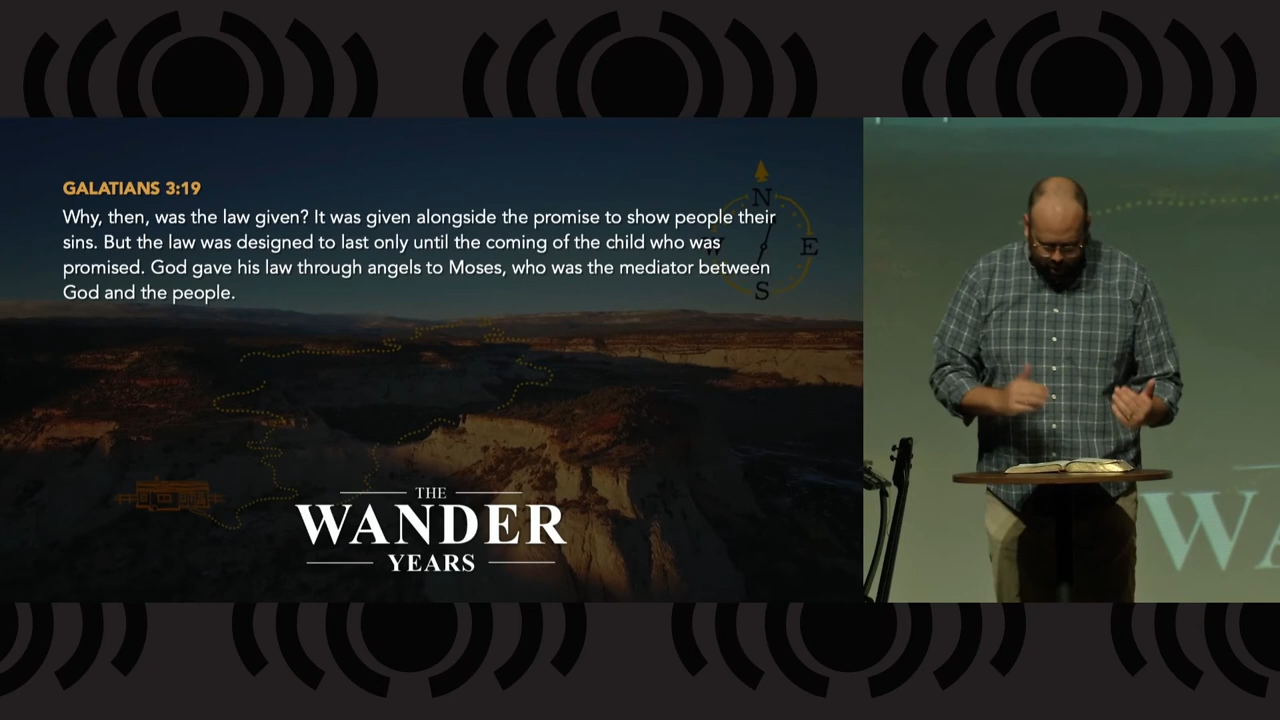 GALATIANS 3:19
Why, then, was the law given? It was given alongside the promise to show people their
sins. But the law was designed to last only until the coming of the child who was
promised. God gave his law through angels to Moses, who was the mediator between
God and the people.
N
W
E
S
THE
WANDER
YEARS
WA